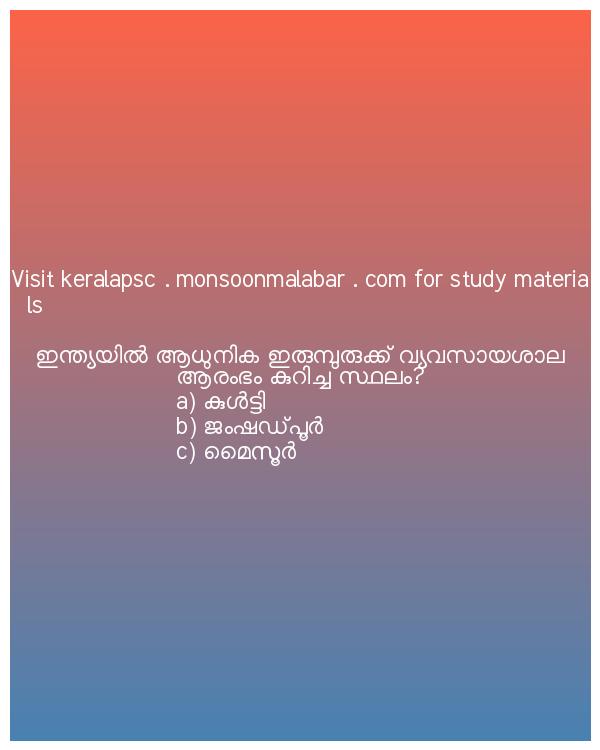 Visit keralapsc . monsoonmalabar . com for study materia
ls
ഇന്ത്യയിൽ ആധുനിക ഇരുമ്പുരുക്ക് വ്യവസായശാല
ആരംഭം കുറിച്ച സ്ഥലം?
a) കുൾട്ടി
b) ജംഷഡ്പൂർ
c) മൈസൂർ